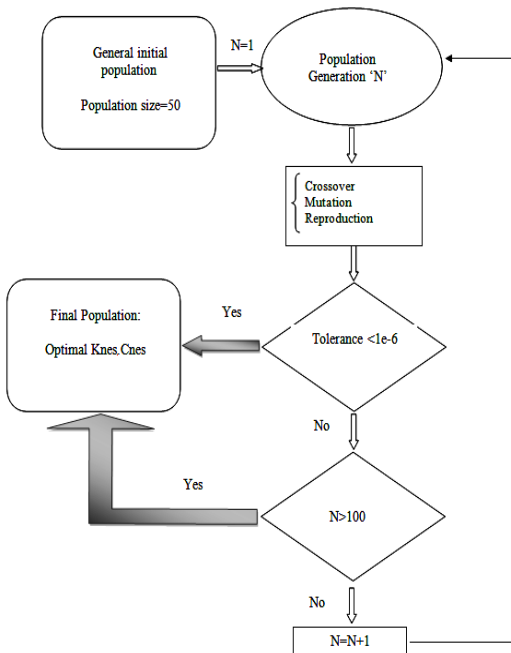 General initial
population
Population size=50
N=1
Population
Generation ‘N’
Crossover
Mutation
Reproduction
Tolerance <1e-6
Yes
Final Population:
Optimal Knes,Cnes
No
N>100
Yes
No
N=N+1